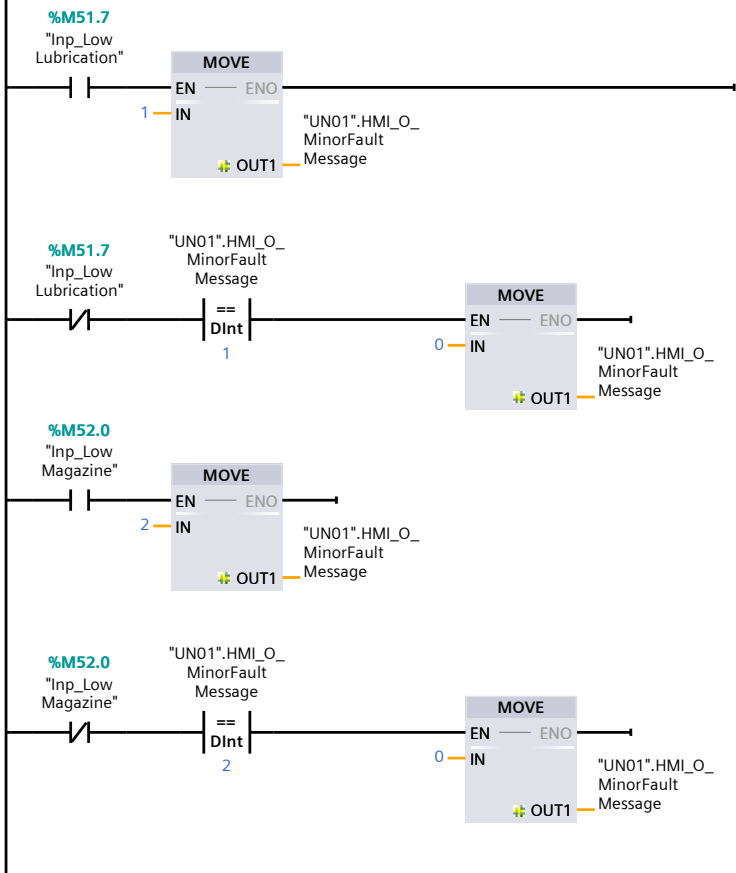 %M51.7
"Inp_Low
Lubrication"
MOVE
EN
ENO
1
IN
"UN01".HMI_O_
MinorFault
Message
OUT1
%M51.7
"Inp_Low
Lubrication"
"UN01".HMI_O_
MinorFault
Message
==
DInt
1
MOVE
EN
ENO
0
IN
"UN01".HMI_O_
MinorFault
Message
OUT1
%M52.0
"Inp_Low
Magazine"
MOVE
EN
ENO
2
IN
"UN01".HMI_O_
MinorFault
Message
OUT1
%M52.0
"Inp_Low
Magazine"
"UN01".HMI_O_
MinorFault
Message
==
DInt
2
MOVE
EN
ENO
0
IN
"UN01".HMI_O_
MinorFault
Message
OUT1